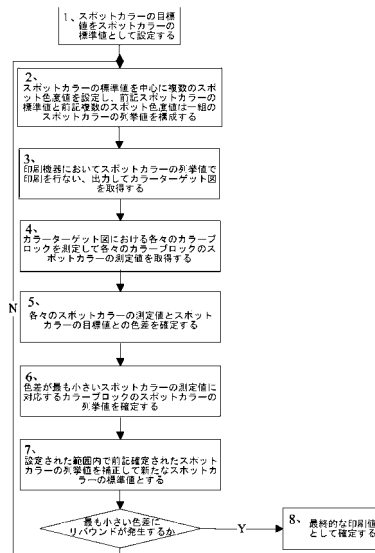 1、スポットカラーの目標
値をスポットカラーの
標準値として設定する
2、
スポットカラーの標準値を中心に複数のスポ
ット色度値を設定し、前記スポットカラーの
標準値と前記複数のスポット色度値は一組の
スポットカラーの列挙値を構成する
3、
印刷機器においてスポットカラーの列挙値で
印刷を行ない、出力してカラーターゲット図
を取得する
4、
カラーターゲット図における各々のカラーブ
ロックを測定して各々のカラーブロックのス
ポットカラーの測定値を取得する
5、
各々のスポットカラーの測定値とスポット
カラーの目標値との色差を確定する
N
6、
色差が最も小さいスポットカラーの測定値に
対応するカラーブロックのスポットカラーの
列挙値を確定する
7、
設定された範囲内で前記確定されたスポット
カラーの列挙値を補正して新たなスポットカ
ラーの標準値とする
最も小さい色差に
リバウンドが発生するか
Y
8、最終的な印刷値
として確定する